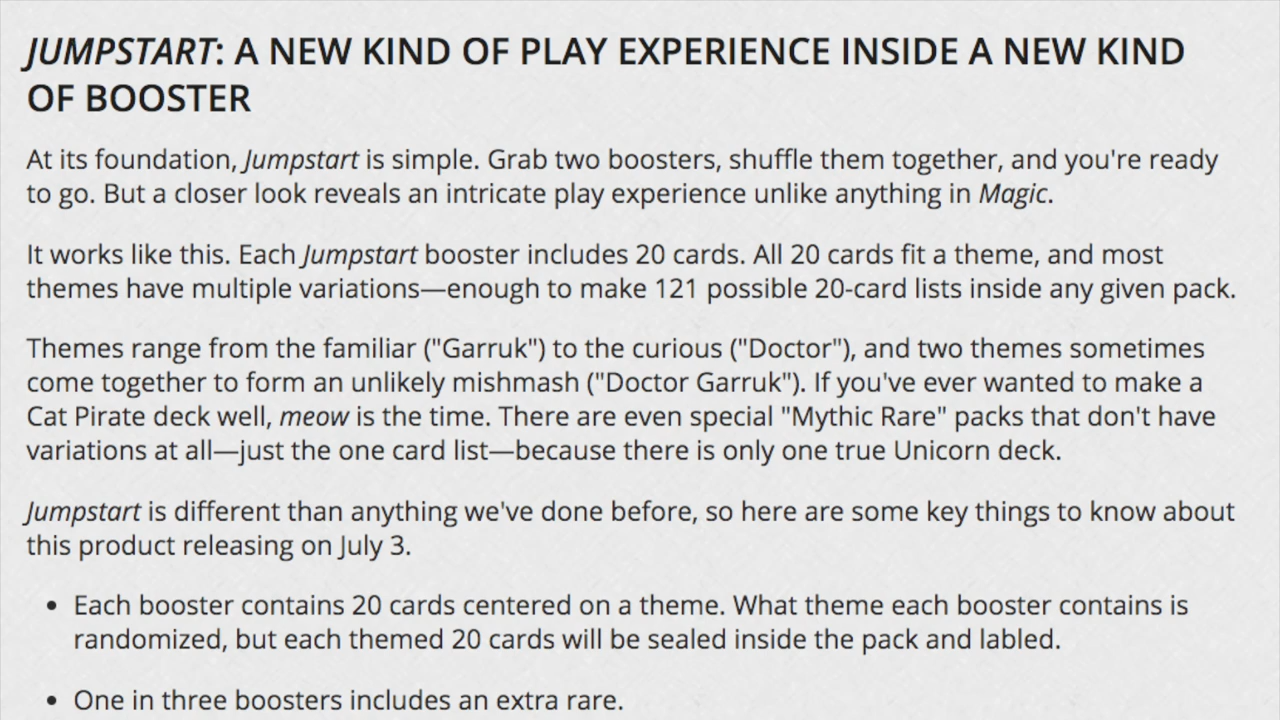 JUMPSTART: A NEW KIND OF PLAY EXPERIENCE INSIDE A NEW KIND
OF BOOSTER
At its foundation, Jumpstart is simple. Grab two boosters, shuffle them together, and you're ready
to go. But a closer look reveals an intricate play experience unlike anything in Magic.
It works like this. Each Jumpstart booster includes 20 cards. All 20 cards fit a theme, and most
themes have multiple variations—enough to make 121 possible 20-card lists inside any given pack.
Themes range from the familiar ("Garruk") to the curious ("Doctor"), and two themes sometimes
come together to form an unlikely mishmash ("Doctor Garruk"). If you've ever wanted to make a
Cat Pirate deck well, meow is the time. There are even special "Mythic Rare" packs that don't have
variations at all—just the one card list—because there is only one true Unicorn deck.
Jumpstart is different than anything we've done before, so here are some key things to know about
this product releasing on July 3.
• Each booster contains 20 cards centered on a theme. What theme each booster contains is
randomized, but each themed 20 cards will be sealed inside the pack and labled.
• One in three boosters includes an extra rare.